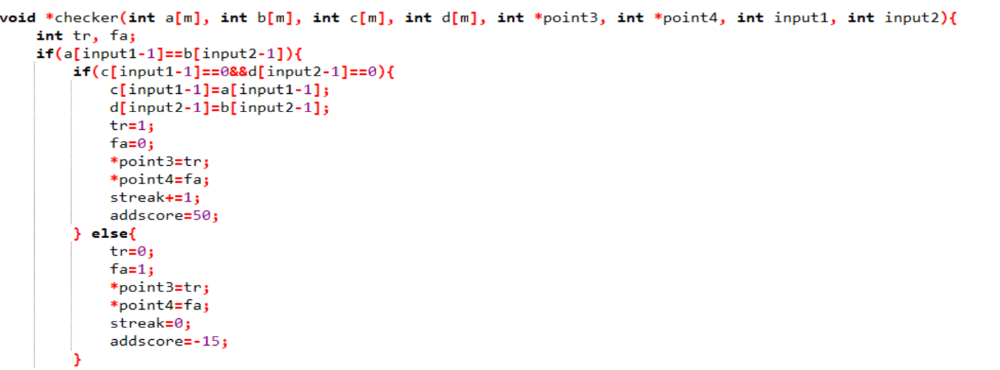 void *checker(int a[m], int b[m], int c[m], int d[m], int *point3, int *point4, int input1, int input2){
    int tr, fa;
    if(a[input1-1]==b[input2-1]){
        if(c[input1-1]==0&&d[input2-1]==0){
            c[input1-1]=a[input1-1];
            d[input2-1]=b[input2-1];
            tr=1;
            fa=0;
            *point3=tr;
            *point4=fa;
            streak+=1;
            addscore=50;
        } else{
            tr=0;
            fa=1;
            *point3=tr;
            *point4=fa;
            streak=0;
            addscore=-15;
        }